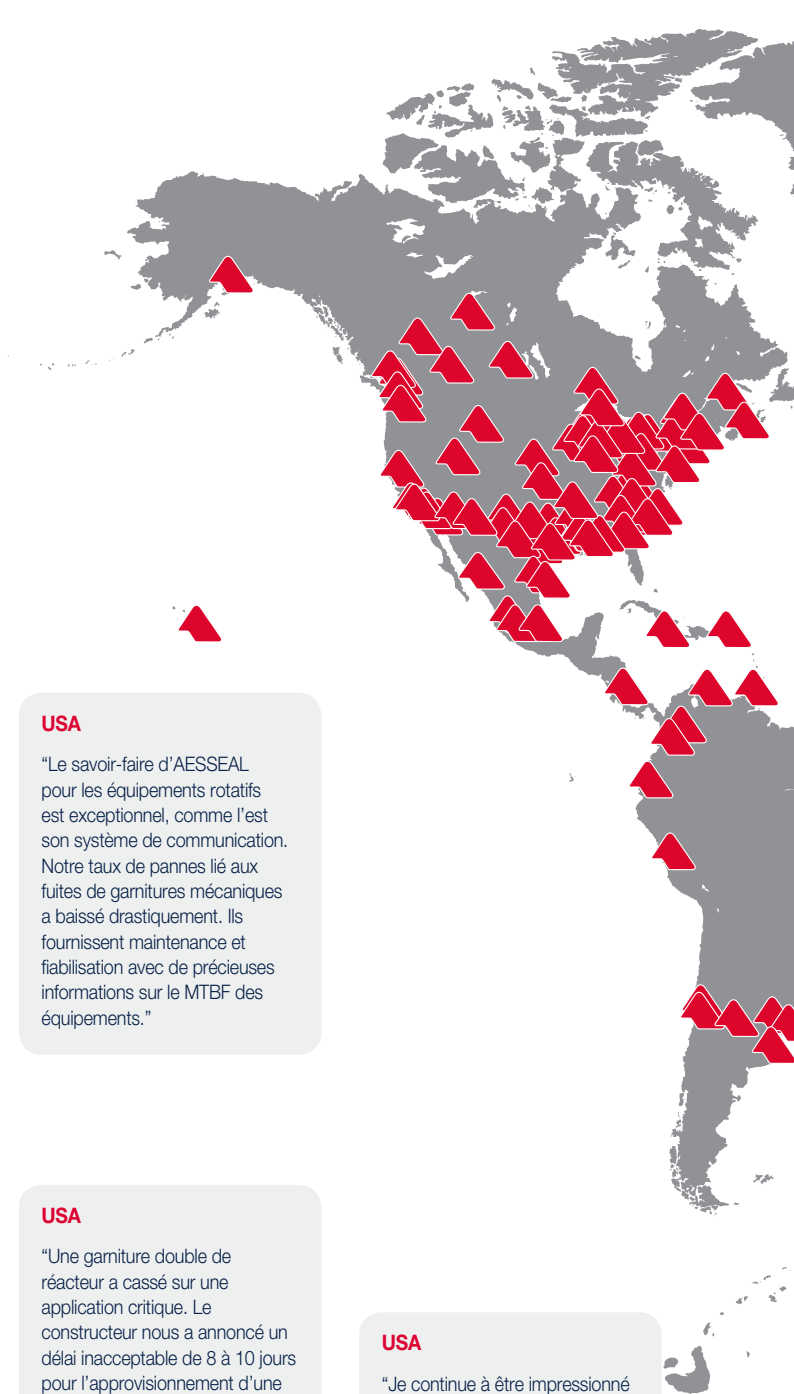 USA
“Le savoir-faire d’AESSEAL
pour les équipements rotatifs
est exceptionnel, comme l’est
son système de communication.
Notre taux de pannes lié aux
fuites de garnitures mécaniques
a baissé drastiquement. Ils
fournissent maintenance et
fiabilisation avec de précieuses
informations sur le MTBF des
équipements.”
USA
“Une garniture double de
réacteur a cassé sur une
application critique. Le
constructeur nous a annoncé un
délai inacceptable de 8 à 10 jours
pour l’approvisionnement d’une
USA
“Je continue à être impressionné